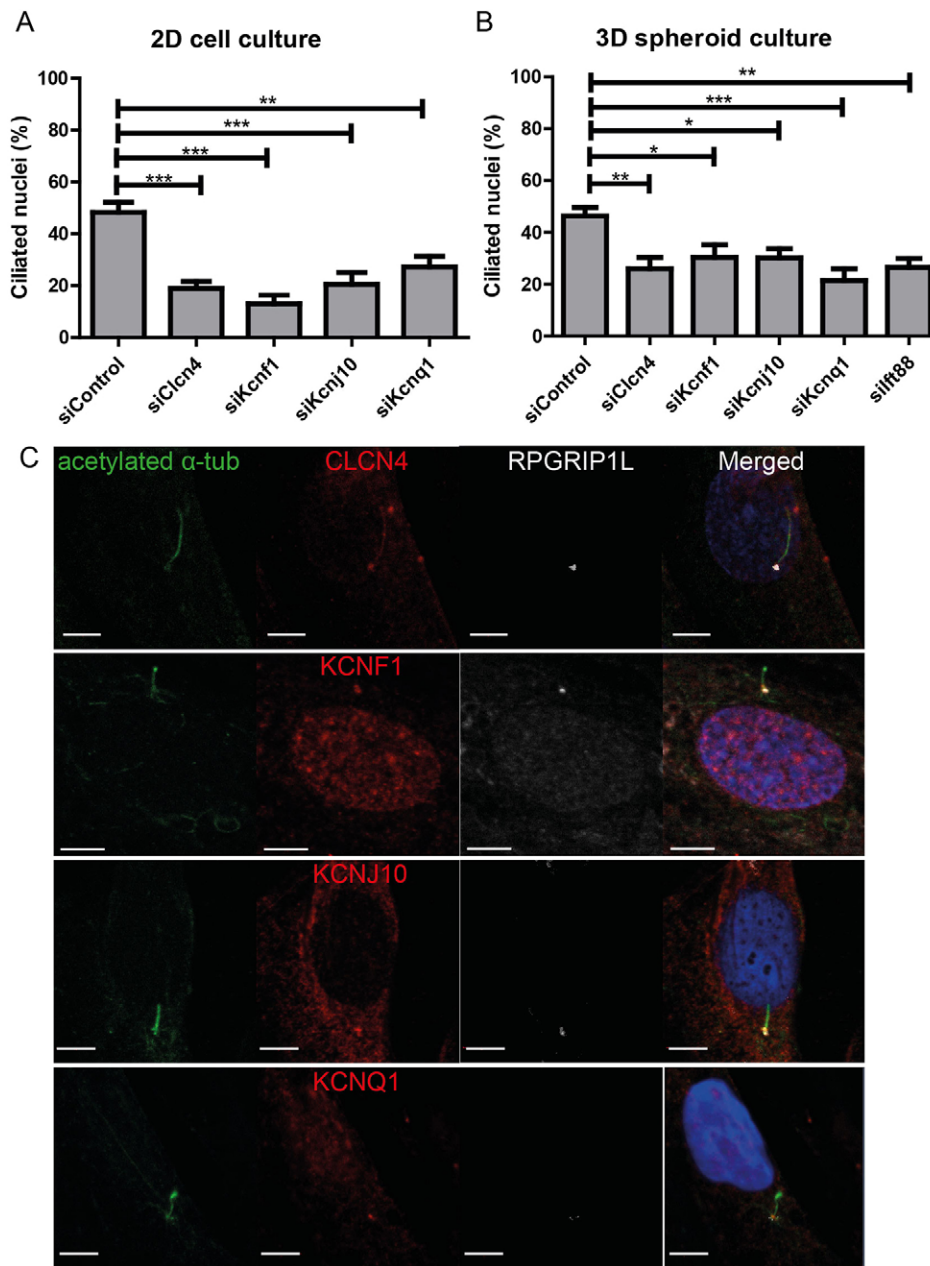 A
2D cell culture
Ciliated nuclei (%)
100
80
60
40
20
0
**
***
***
***
siControl
siClcn4
siKcnf1
siKcnj10
siKcnq1
B
3D spheroid culture
Ciliated nuclei (%)
100
80
60
40
20
0
**
***
*
*
**
siControl
siClcn4
siKcnf1
siKcnj10
siKcnq1
siIft88
C
acetylated α-tub CLCN4 RPGRIP1L Merged
KCNF1
KCNJ10
KCNQ1